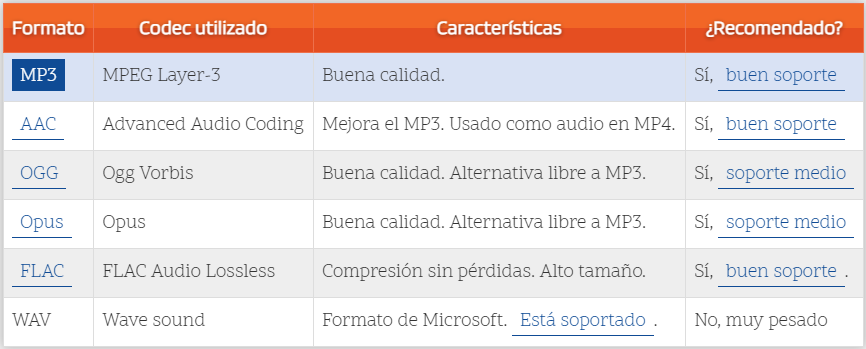 Formato Codec utilizado Características ¿Recomendado?
MP3 MPEG Layer-3 Buena calidad. Sí, buen soporte
AAC Advanced Audio Coding Mejora el MP3. Usado como audio en MP4. Sí, buen soporte
OGG Ogg Vorbis Buena calidad. Alternativa libre a MP3. Sí, soporte medio
Opus Opus Buena calidad. Alternativa libre a MP3. Sí, soporte medio
FLAC FLAC Audio Lossless Compresión sin pérdidas. Alto tamaño. Sí, buen soporte.
WAV Wave sound Formato de Microsoft. Está soportado. No, muy pesado